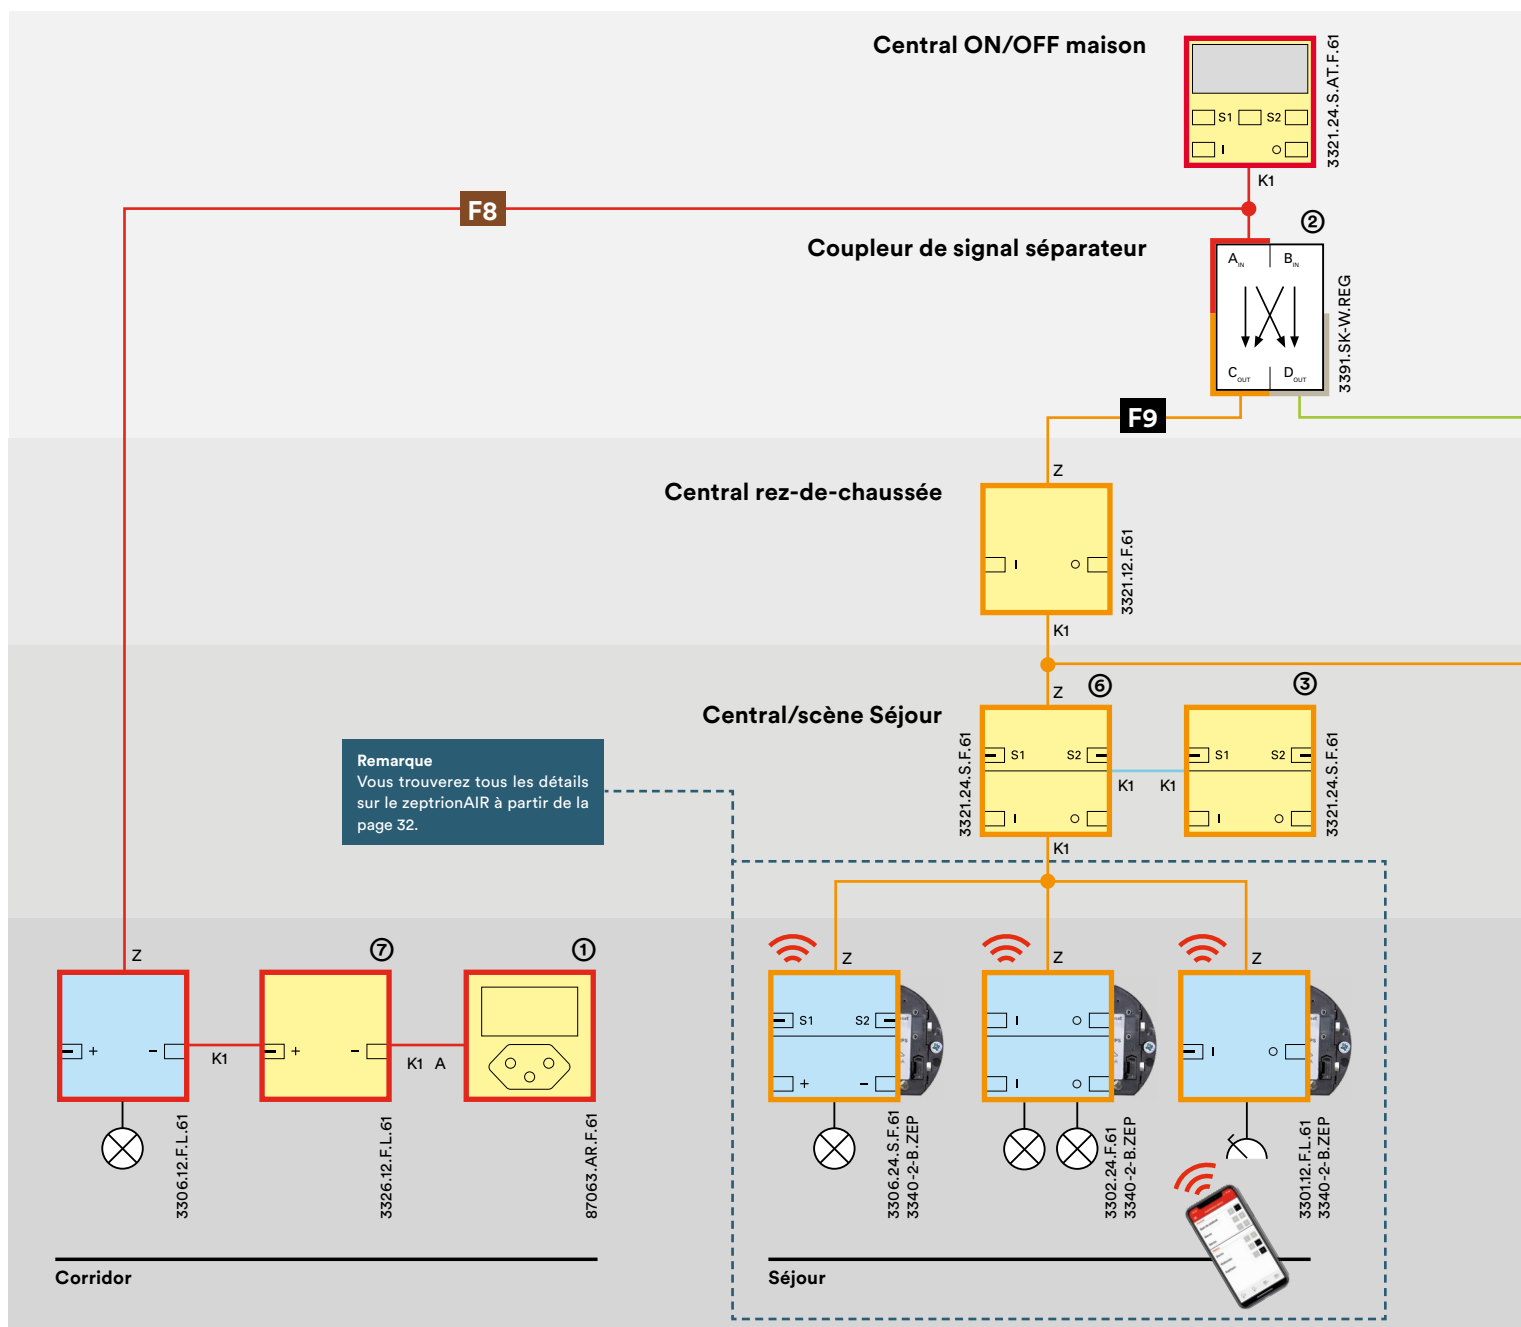 Central ON/OFF maison
S1 S2
I O
3321.24.S.AT.F.61
K1
F8
②
Coupleur de signal séparateur
A IN B IN
C OUT D OUT
3391.SK-W.REG
F9
Z
Central rez-de-chaussée
I O
3321.12.F.61
K1
Z
⑥
③
Central/scène Séjour
3321.24.S.F.61
S1 S2
I O
K1 K1
S1 S2
I O
3321.24.S.F.61
K1
Remarque
Vous trouverez tous les détails
sur le zeptrionAIR à partir de la
page 32.
Z
⑦
①
+ -
K1
+ -
K1 A
3306.12.F.L.61
3326.12.F.L.61
87063.AR.F.61
Corridor
Z
S1 S2
+ -
3306.24.S.F.61
3340-2-B.ZEP
Z
I O
I O
3302.24.F.61
3340-2-B.ZEP
Z
I O
3301.12.F.L.61
3340-2-B.ZEP
Séjour